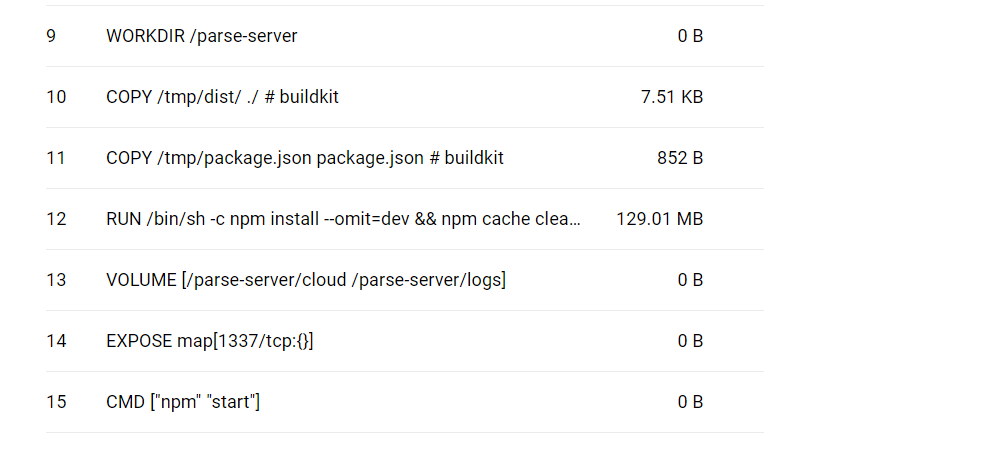 9 WORKDIR /parse-server 0 B
10 COPY /tmp/dist/ ./ # buildkit 7.51 KB
11 COPY /tmp/package.json package.json # buildkit 852 B
12 RUN /bin/sh -c npm install --omit=dev && npm cache clea... 129.01 MB
13 VOLUME [/parse-server/cloud /parse-server/logs] 0 B
14 EXPOSE map[1337/tcp:{}] 0 B
15 CMD ["npm" "start"] 0 B